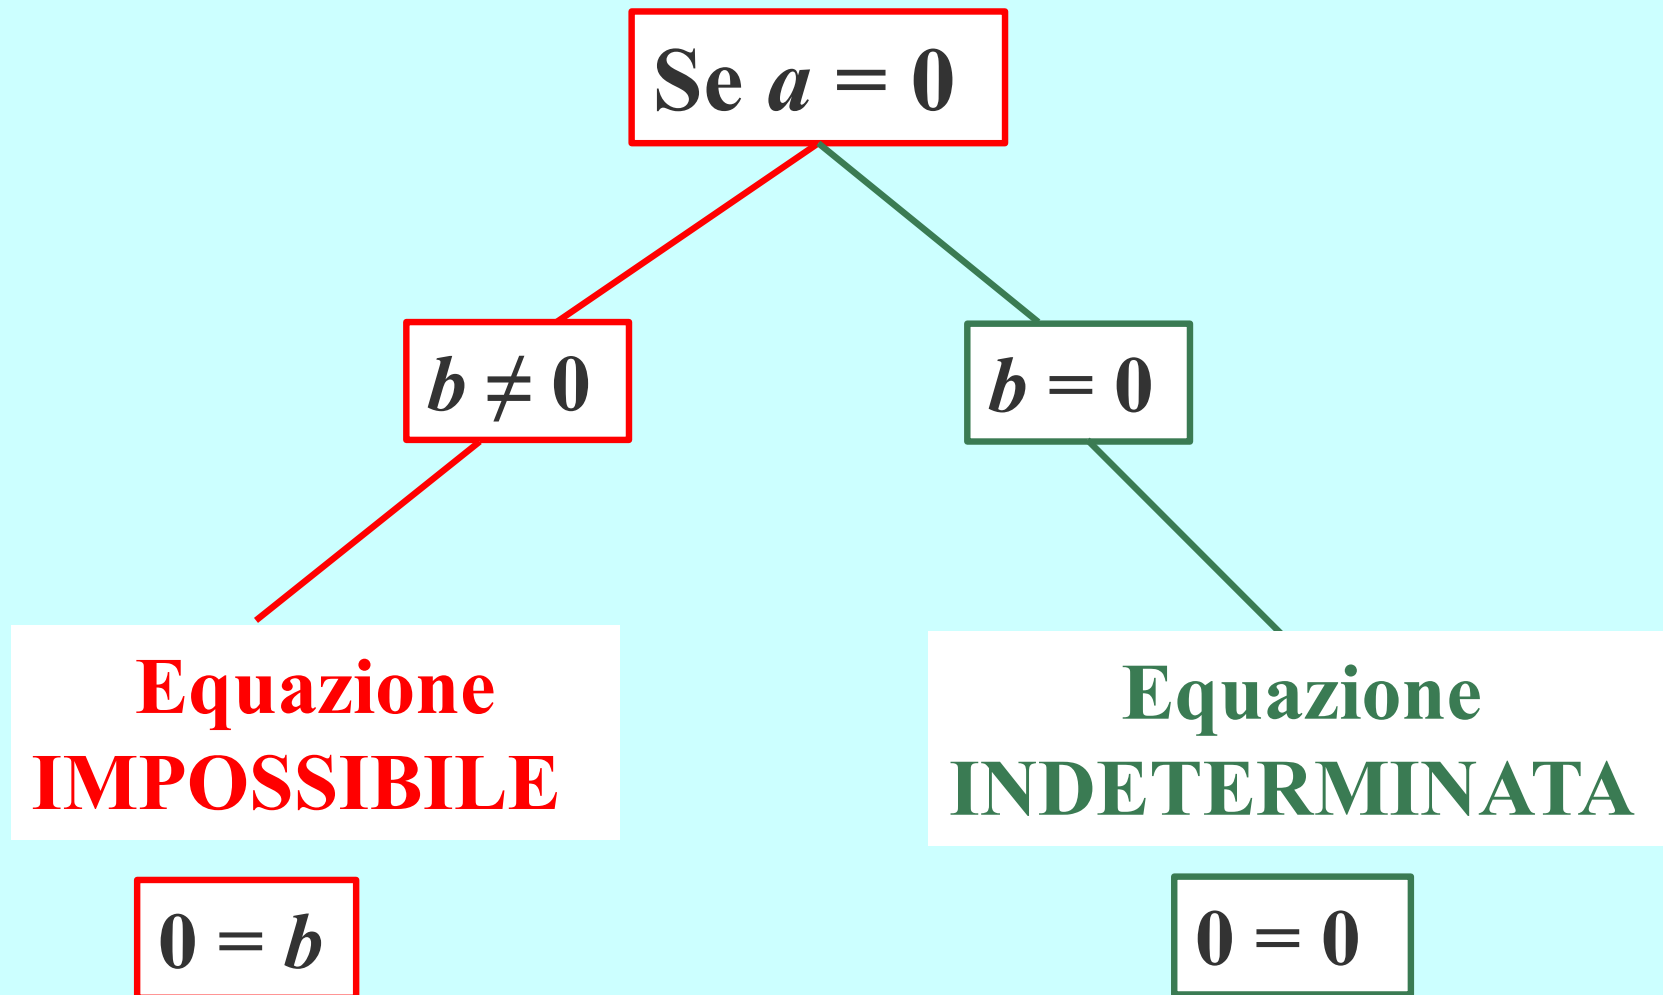 Se a = 0
b ≠ 0
b = 0
Equazione
IMPOSSIBILE
Equazione
INDETERMINATA
0 = b
0 = 0